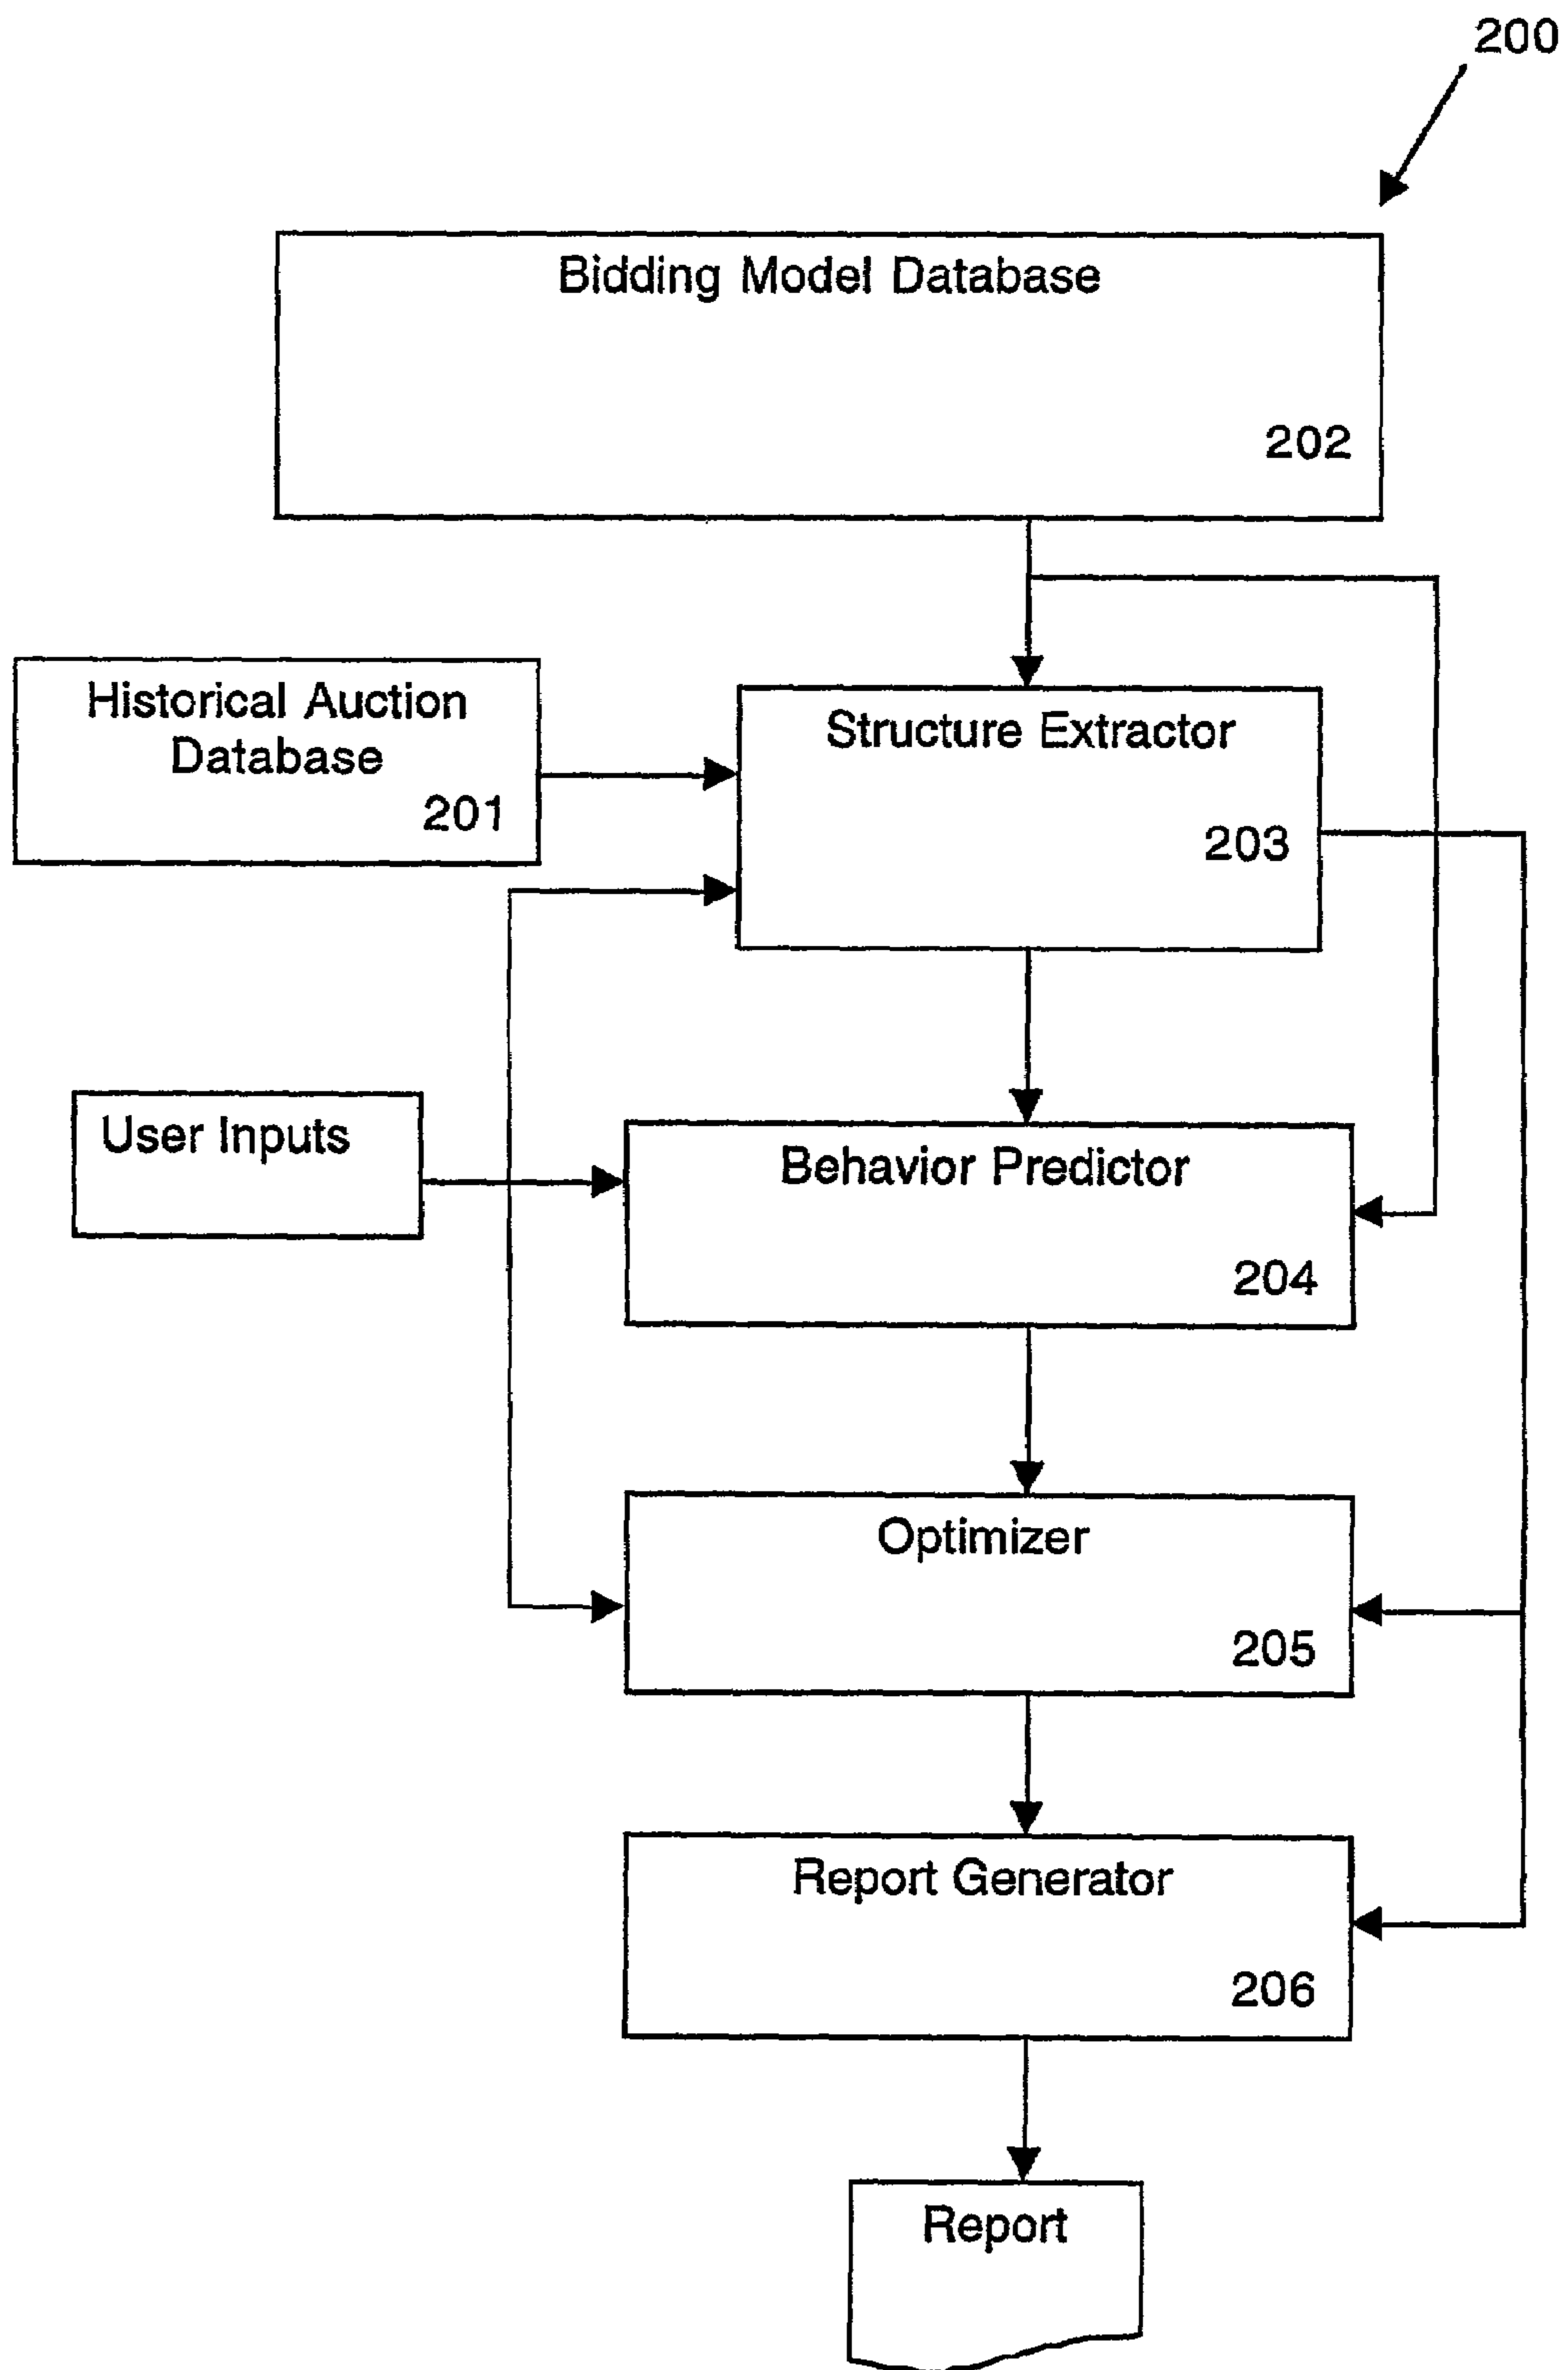 200
Bidding Model Database
202
Historical Auction
Database
201
Structure Extractor
203
User Inputs
Behavior Predictor
204
Optimizer
205
Report Generator
206
Report